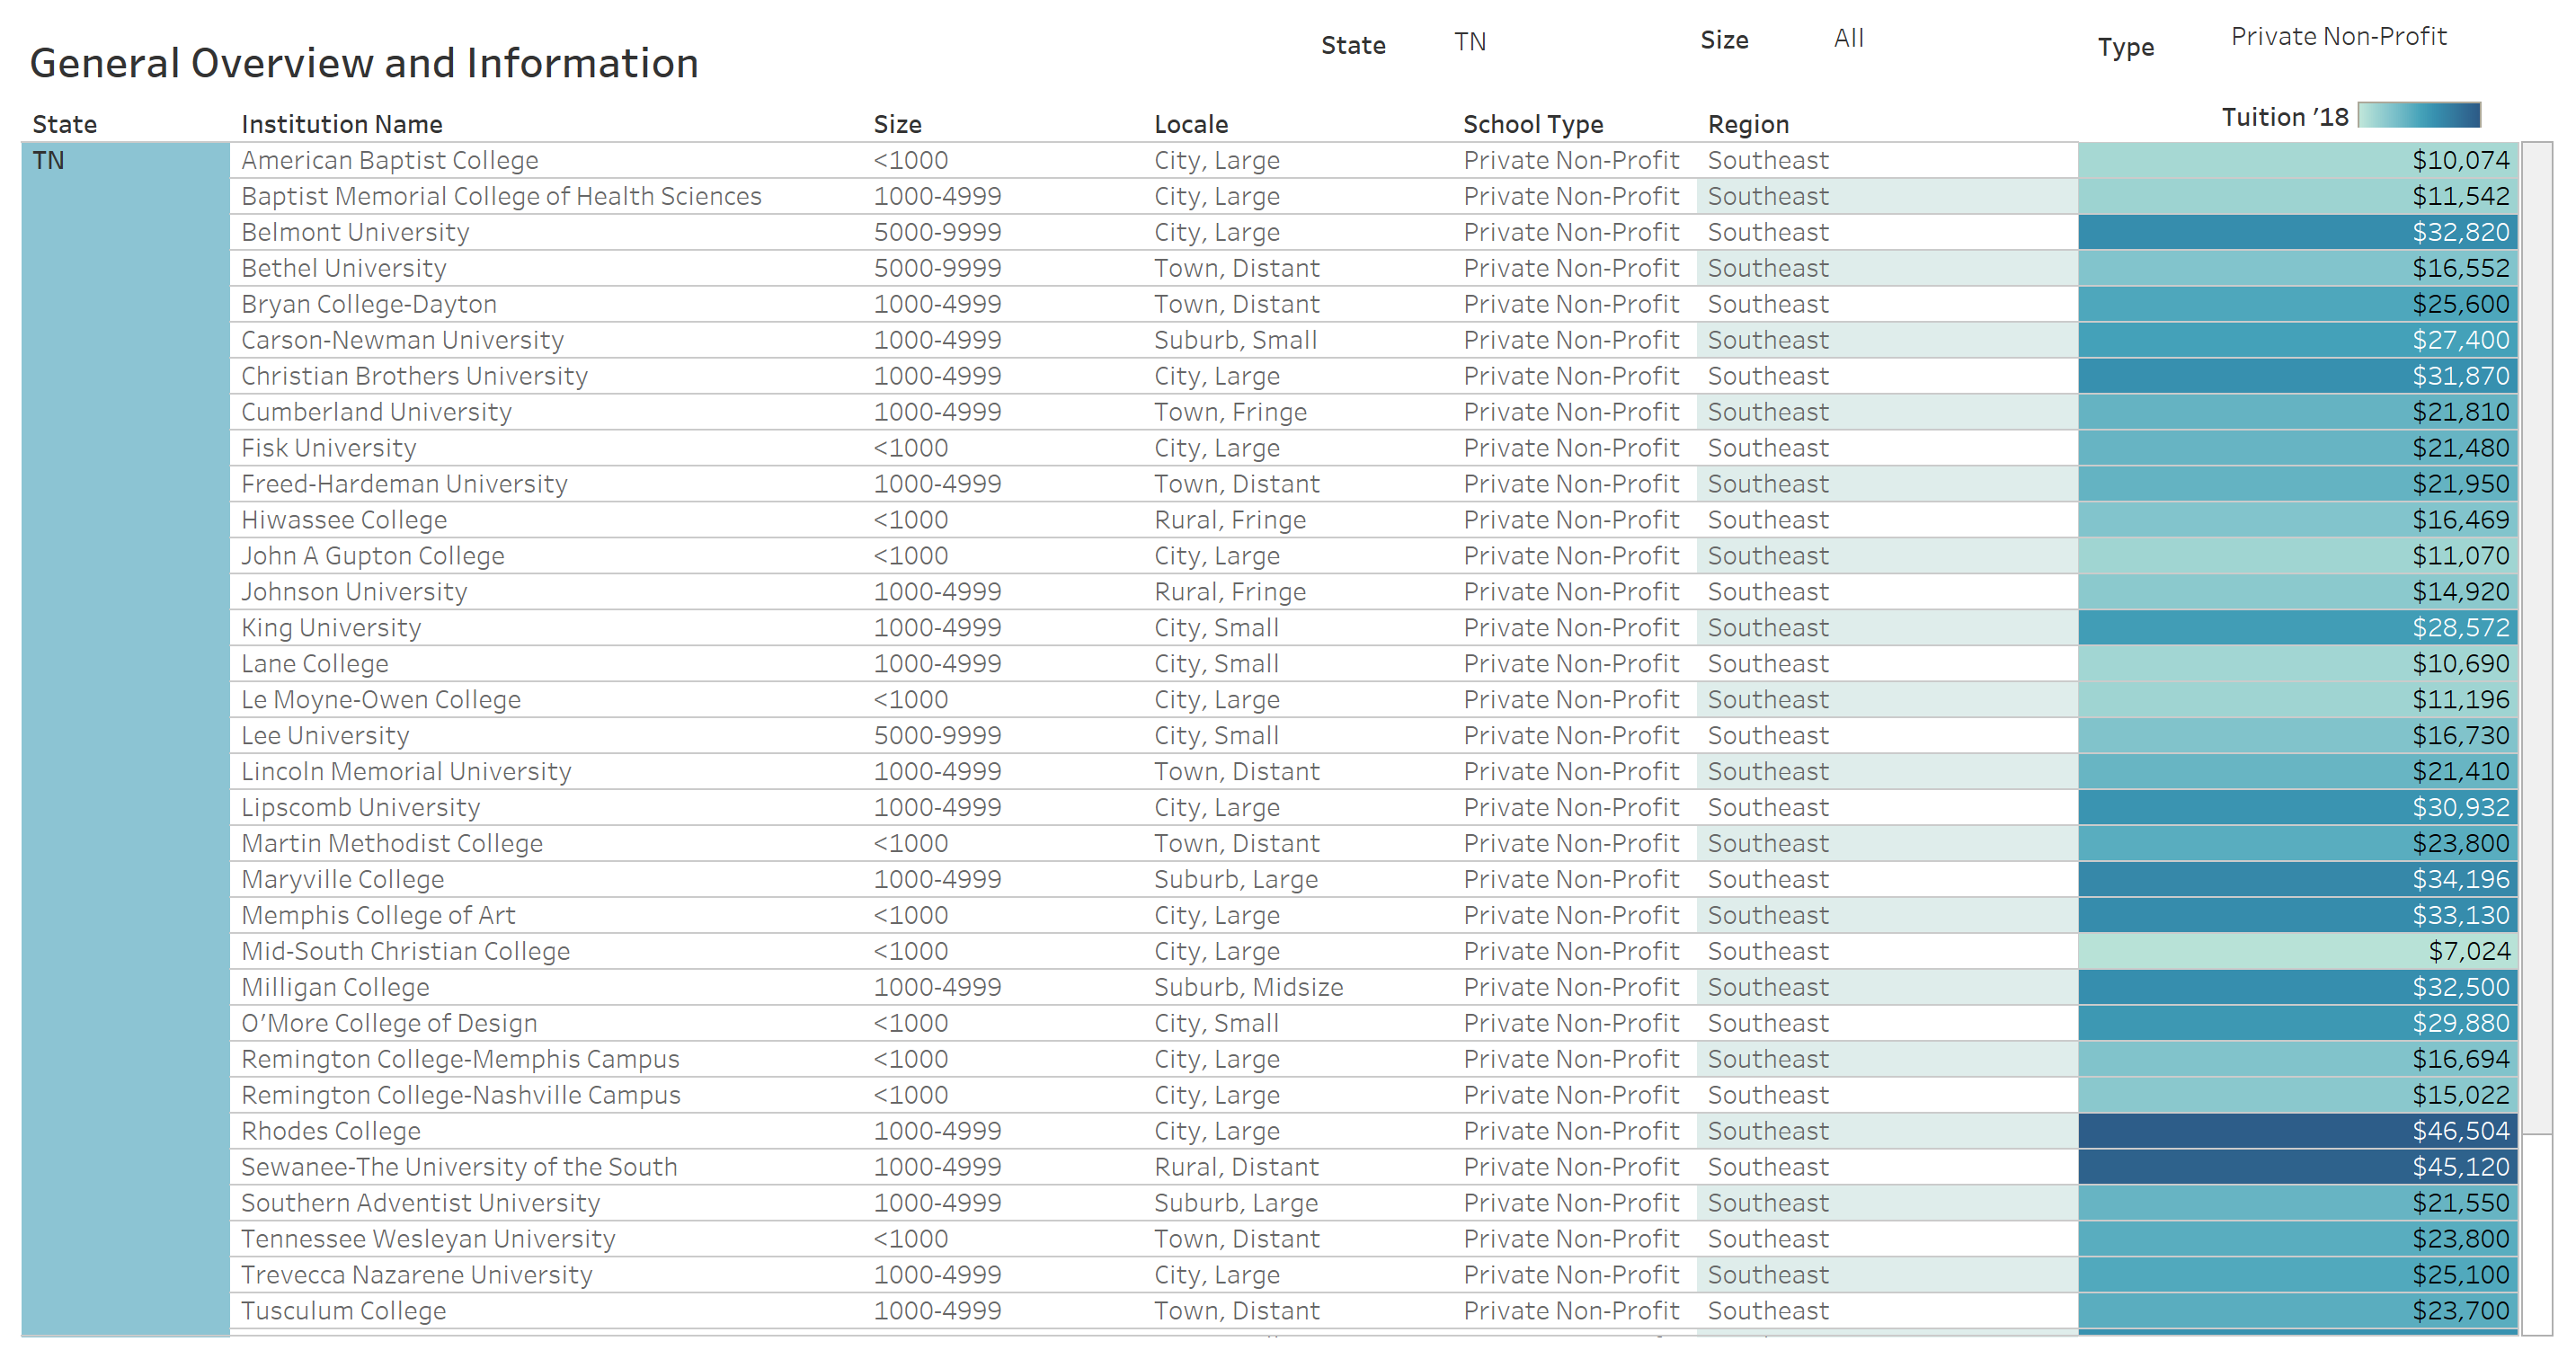 General Overview and Information
State TN Size All Type Private Non-Profit
Tuition '18
State Institution Name Size Locale School Type Region
TN American Baptist College <1000 City, Large Private Non-Profit Southeast $10,074
Baptist Memorial College of Health Sciences 1000-4999 City, Large Private Non-Profit Southeast $11,542
Belmont University 5000-9999 City, Large Private Non-Profit Southeast $32,820
Bethel University 5000-9999 Town, Distant Private Non-Profit Southeast $16,552
Bryan College-Dayton 1000-4999 Town, Distant Private Non-Profit Southeast $25,600
Carson-Newman University 1000-4999 Suburb, Small Private Non-Profit Southeast $27,400
Christian Brothers University 1000-4999 City, Large Private Non-Profit Southeast $31,870
Cumberland University 1000-4999 Town, Fringe Private Non-Profit Southeast $21,810
Fisk University <1000 City, Large Private Non-Profit Southeast $21,480
Freed-Hardeman University 1000-4999 Town, Distant Private Non-Profit Southeast $21,950
Hiwassee College <1000 Rural, Fringe Private Non-Profit Southeast $16,469
John A Gupton College <1000 City, Large Private Non-Profit Southeast $11,070
Johnson University 1000-4999 Rural, Fringe Private Non-Profit Southeast $14,920
King University 1000-4999 City, Small Private Non-Profit Southeast $28,572
Lane College 1000-4999 City, Small Private Non-Profit Southeast $10,690
Le Moyne-Owen College <1000 City, Large Private Non-Profit Southeast $11,196
Lee University 5000-9999 City, Small Private Non-Profit Southeast $16,730
Lincoln Memorial University 1000-4999 Town, Distant Private Non-Profit Southeast $21,410
Lipscomb University 1000-4999 City, Large Private Non-Profit Southeast $30,932
Martin Methodist College <1000 Town, Distant Private Non-Profit Southeast $23,800
Maryville College 1000-4999 Suburb, Large Private Non-Profit Southeast $34,196
Memphis College of Art <1000 City, Large Private Non-Profit Southeast $33,130
Mid-South Christian College <1000 City, Large Private Non-Profit Southeast $7,024
Milligan College 1000-4999 Suburb, Midsize Private Non-Profit Southeast $32,500
O'More College of Design <1000 City, Small Private Non-Profit Southeast $29,880
Remington College-Memphis Campus <1000 City, Large Private Non-Profit Southeast $16,694
Remington College-Nashville Campus <1000 City, Large Private Non-Profit Southeast $15,022
Rhodes College 1000-4999 City, Large Private Non-Profit Southeast $46,504
Sewanee-The University of the South 1000-4999 Rural, Distant Private Non-Profit Southeast $45,120
Southern Adventist University 1000-4999 Suburb, Large Private Non-Profit Southeast $21,550
Tennessee Wesleyan University <1000 Town, Distant Private Non-Profit Southeast $23,800
Trevecca Nazarene University 1000-4999 City, Large Private Non-Profit Southeast $25,100
Tusculum College 1000-4999 Town, Distant Private Non-Profit Southeast $23,700